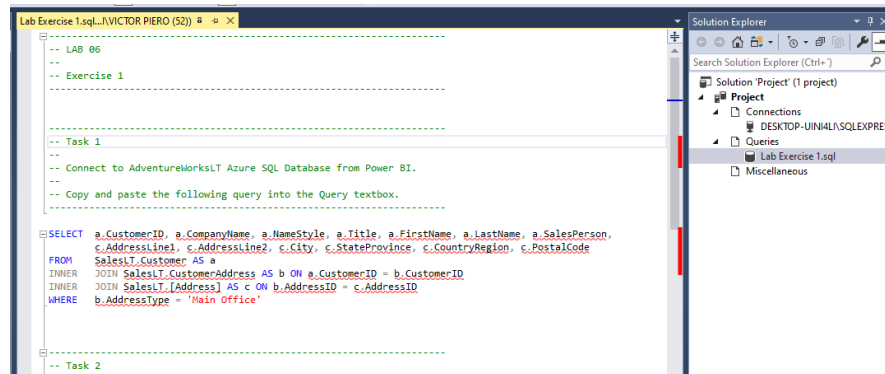 Lab Exercise 1.sql...I\VICTOR PIERO (52))
-----------------------------------------------------------------
-- LAB 06
--
-- Exercise 1
-----------------------------------------------------------------
-----------------------------------------------------------------
-- Task 1
--
-- Connect to AdventureWorksLT Azure SQL Database from Power BI.
--
-- Copy and paste the following query into the Query textbox.
-----------------------------------------------------------------
SELECT a.CustomerID, a.CompanyName, a.NameStyle, a.Title, a.FirstName, a.LastName, a.SalesPerson,
c.AddressLine1, c.AddressLine2, c.City, c.StateProvince, c.CountryRegion, c.PostalCode
FROM SalesLT.Customer AS a
INNER JOIN SalesLT.CustomerAddress AS b ON a.CustomerID = b.CustomerID
INNER JOIN SalesLT.[Address] AS c ON b.AddressID = c.AddressID
WHERE b.AddressType = 'Main Office'
-----------------------------------------------------------------
-- Task 2
Solution Explorer
Search Solution Explorer (Ctrl+´)
Solution 'Project' (1 project)
Project
Connections
DESKTOP-UINI4LI\SQLEXPRES
Queries
Lab Exercise 1.sql
Miscellaneous